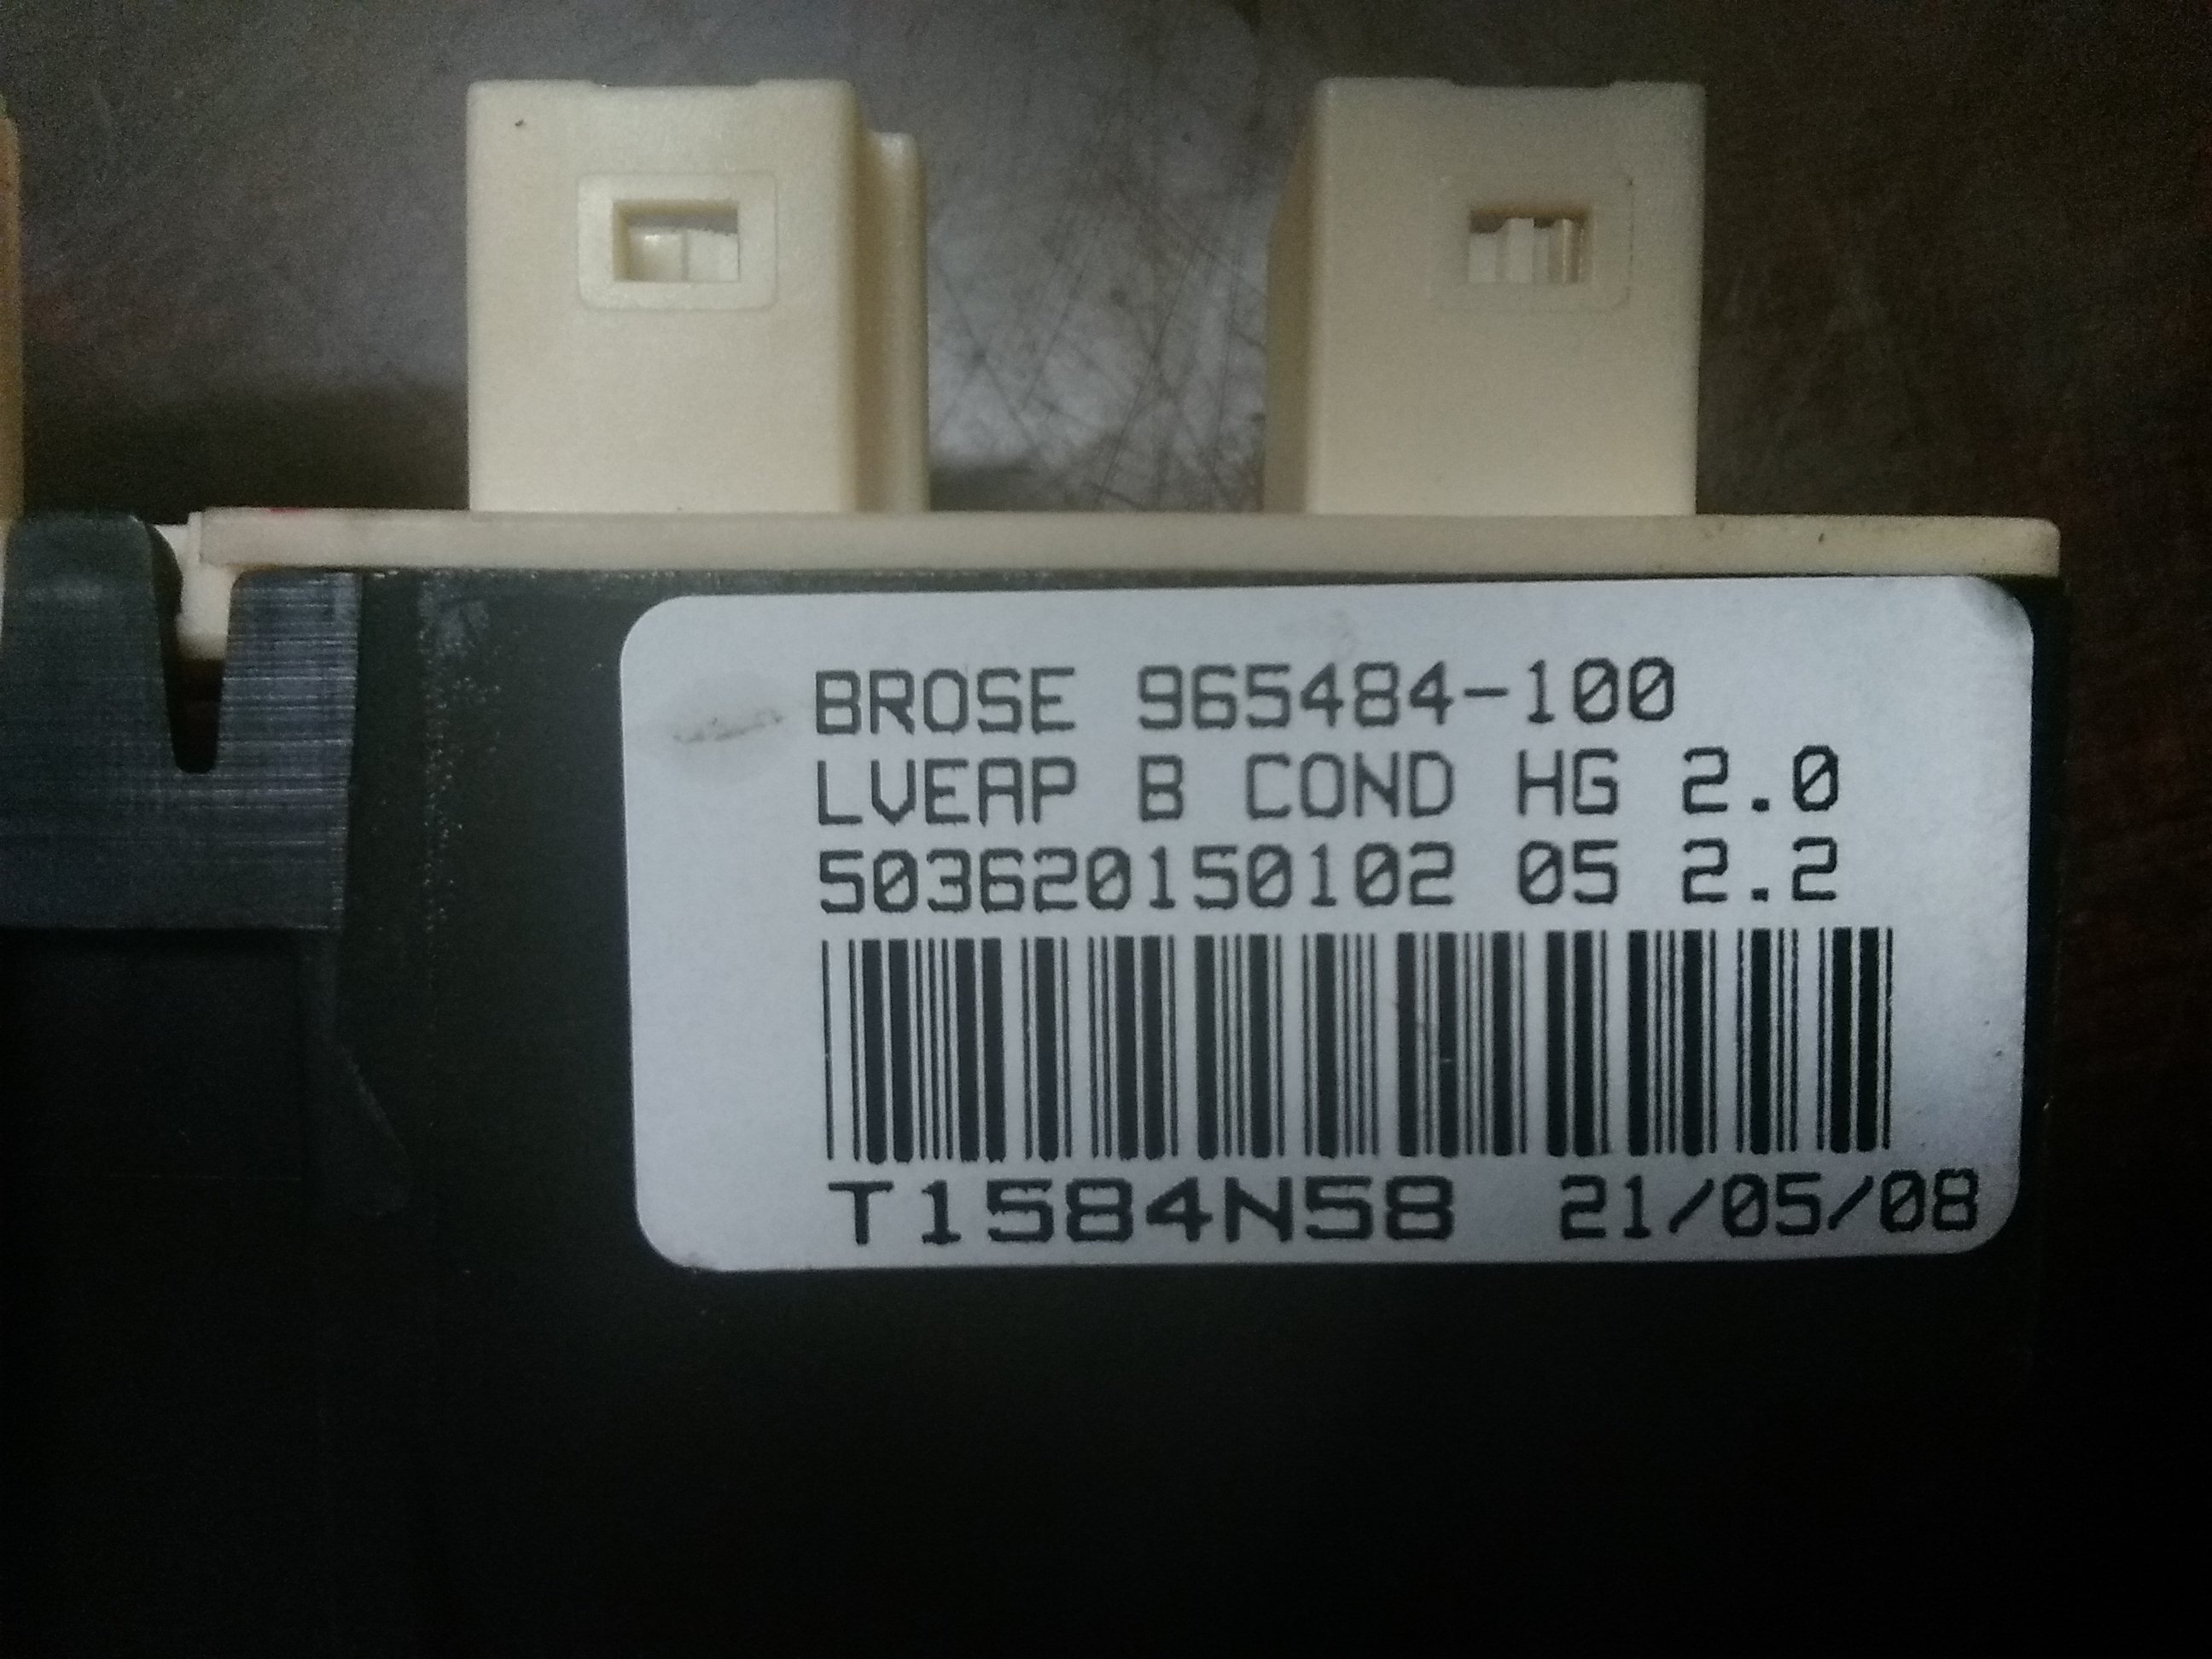 BROSE 965484-100
LVEAP B COND HG 2.0
503620150102 05 2.2
T1584N58 21/05/08